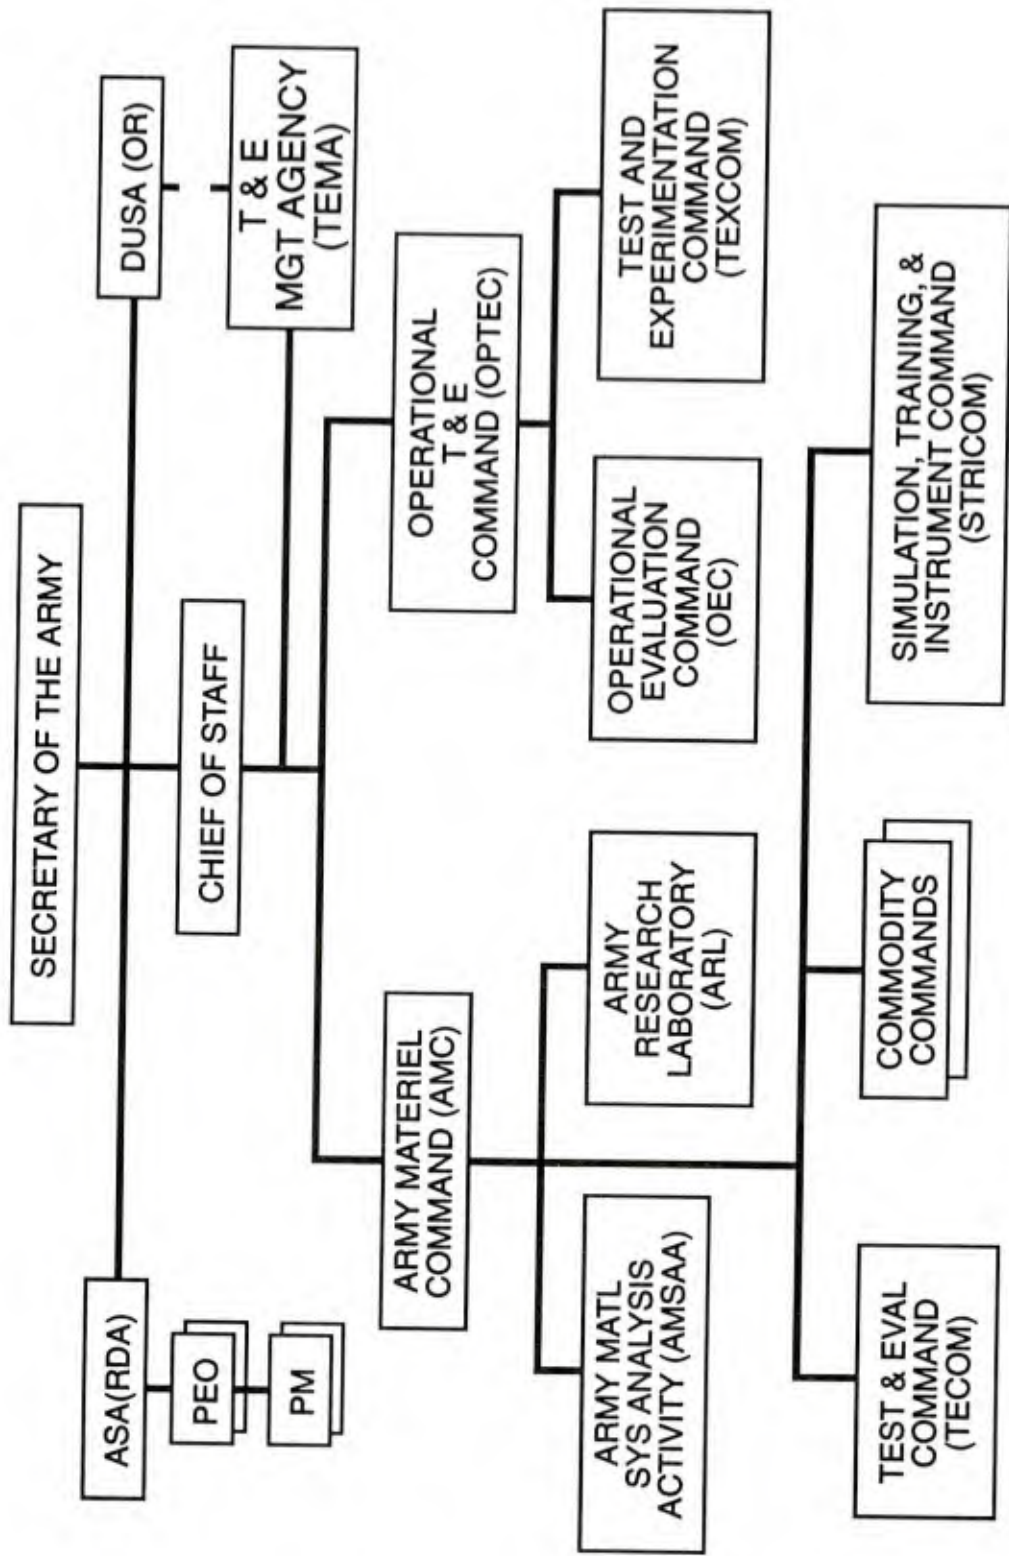 SECRETARY OF THE ARMY
ASA(RDA)
DUSA (OR)
PEO
PM
CHIEF OF STAFF
T & E
MGT AGENCY
(TEMA)
ARMY MATERIEL
COMMAND (AMC)
OPERATIONAL
T & E
COMMAND (OPTEC)
ARMY MATL
SYS ANALYSIS
ACTIVITY (AMSAA)
ARMY
RESEARCH
LABORATORY
(ARL)
OPERATIONAL
EVALUATION
COMMAND
(OEC)
TEST AND
EXPERIMENTATION
COMMAND
(TEXCOM)
TEST & EVAL
COMMAND
(TECOM)
COMMODITY
COMMANDS
SIMULATION, TRAINING, &
INSTRUMENT COMMAND
(STRICOM)